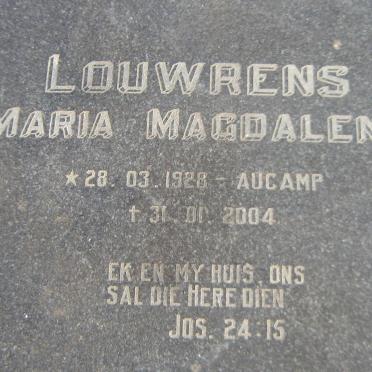 LOUWRENS
MARIA MAGDALEN
* 28. 03. 1928 - AUCAMP
† 31. 01. 2004
EK EN MY HUIS ONS
SAL DIE HERE DIEN
JOS. 24:15